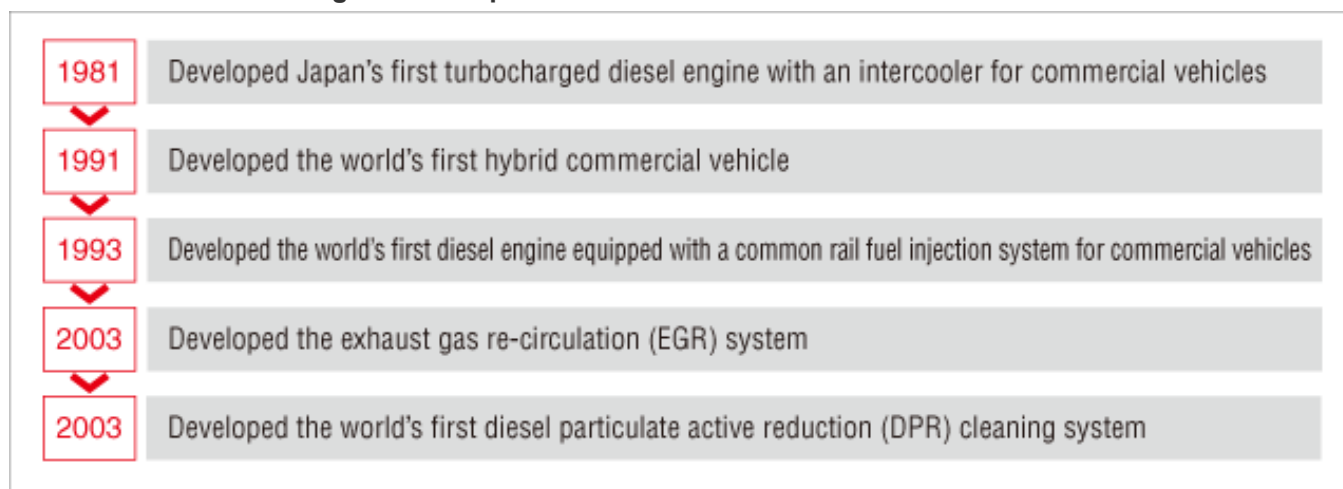 1981 Developed Japan's first turbocharged diesel engine with an intercooler for commercial vehicles
1991 Developed the world's first hybrid commercial vehicle
1993 Developed the world's first diesel engine equipped with a common rail fuel injection system for commercial vehicles
2003 Developed the exhaust gas re-circulation (EGR) system
2003 Developed the world's first diesel particulate active reduction (DPR) cleaning system